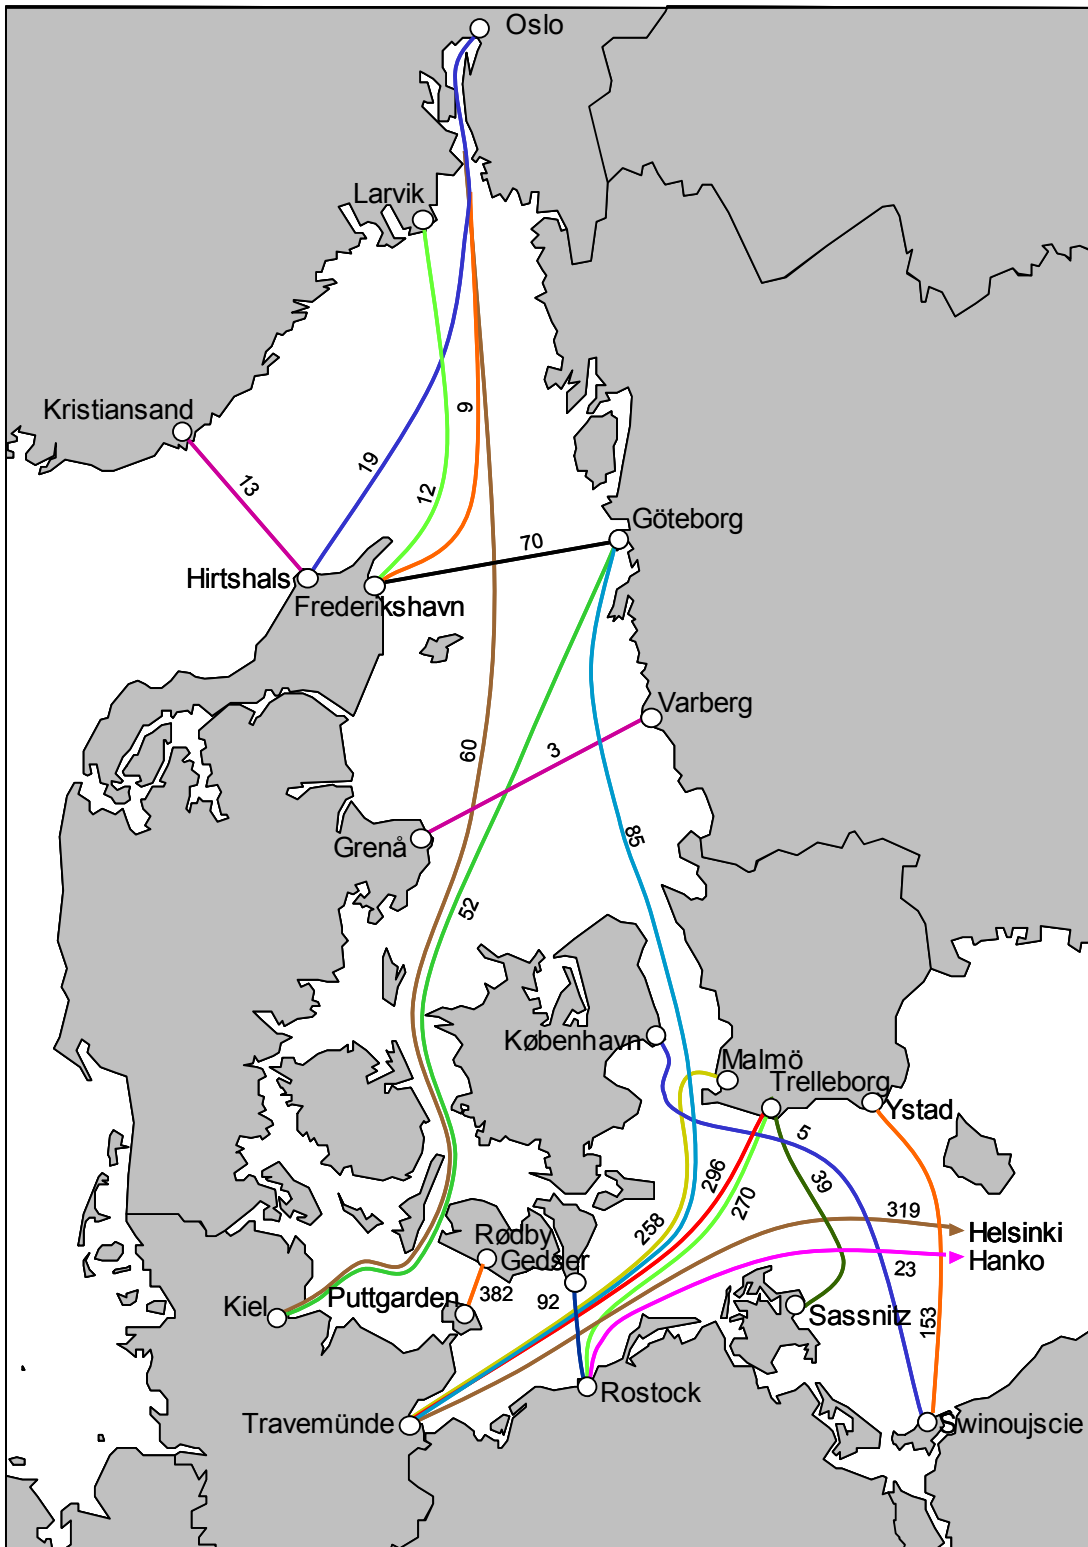 Oslo
Larvik
Kristiansand
9
19
13
12
Göteborg
70
Hirtshals
Frederikshavn
Varberg
60
3
85
Grenå
52
København
Malmö
Trelleborg
Ystad
5
296
39
270
319
258
Rødby
Helsinki
Gedser
Hanko
23
Puttgarden
382
92
Kiel
Sassnitz
153
Rostock
Travemünde
Swinoujscie